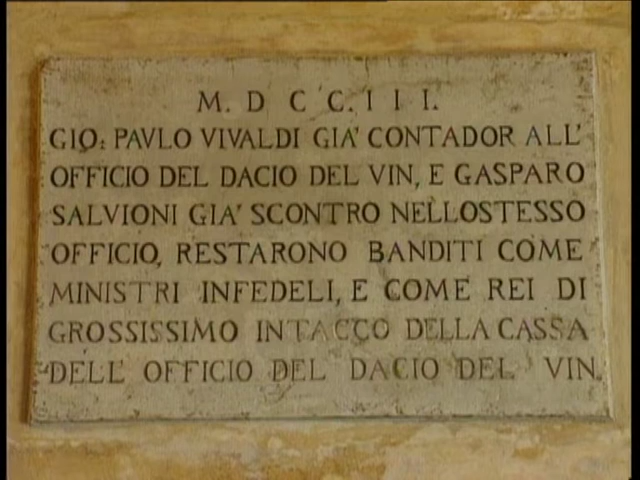 M. D C C. I I I.
GIO: PAVLO VIVALDI GIA' CONTADOR ALL'
OFFICIO DEL DACIO DEL VIN, E GASPARO
SALVIONI GIA' SCONTRO NELLOSTESSO
OFFICIO, RESTARONO BANDITI COME
MINISTRI INFEDELI, E COME REI DI
GROSSISSIMO INTACCO DELLA CASSA
DELL' OFFICIO DEL DACIO DEL VIN.